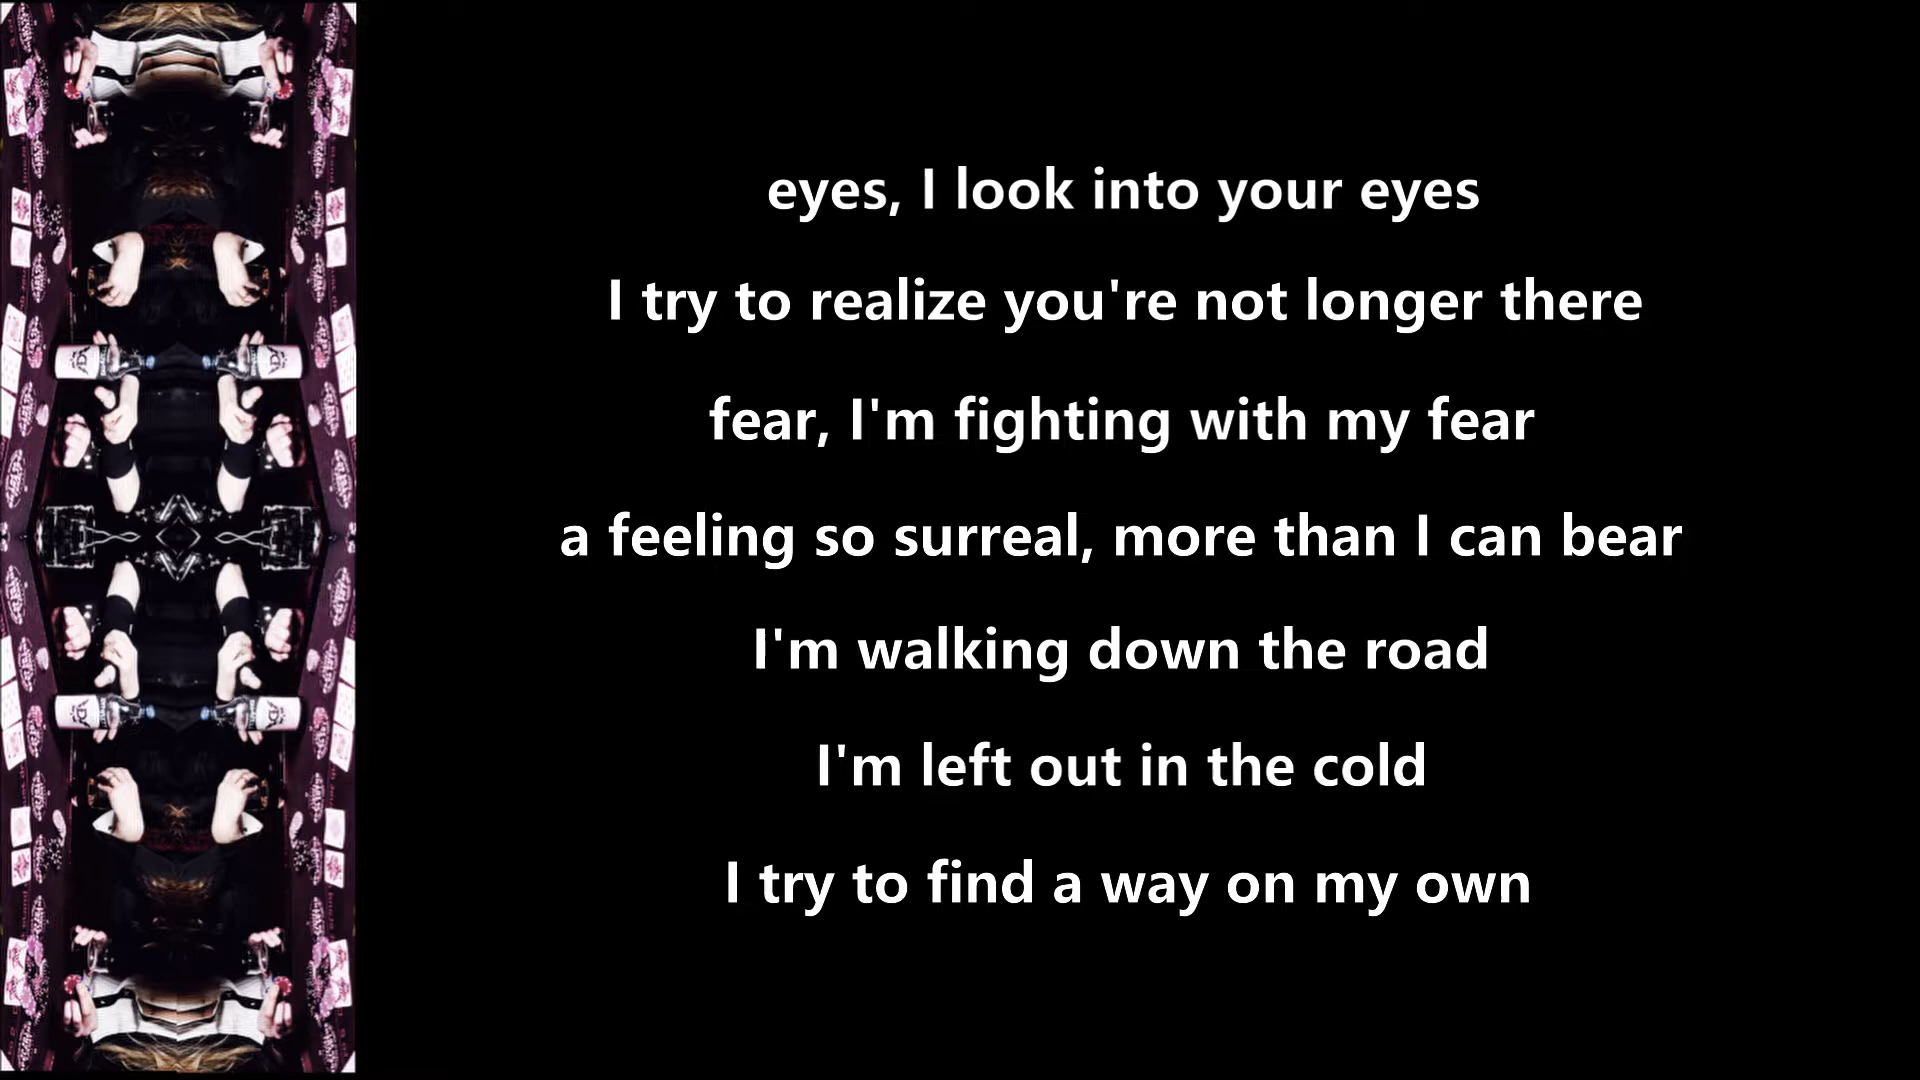 eyes, I look into your eyes
I try to realize you're not longer there
fear, I'm fighting with my fear
a feeling so surreal, more than I can bear
I'm walking down the road
I'm left out in the cold
I try to find a way on my own